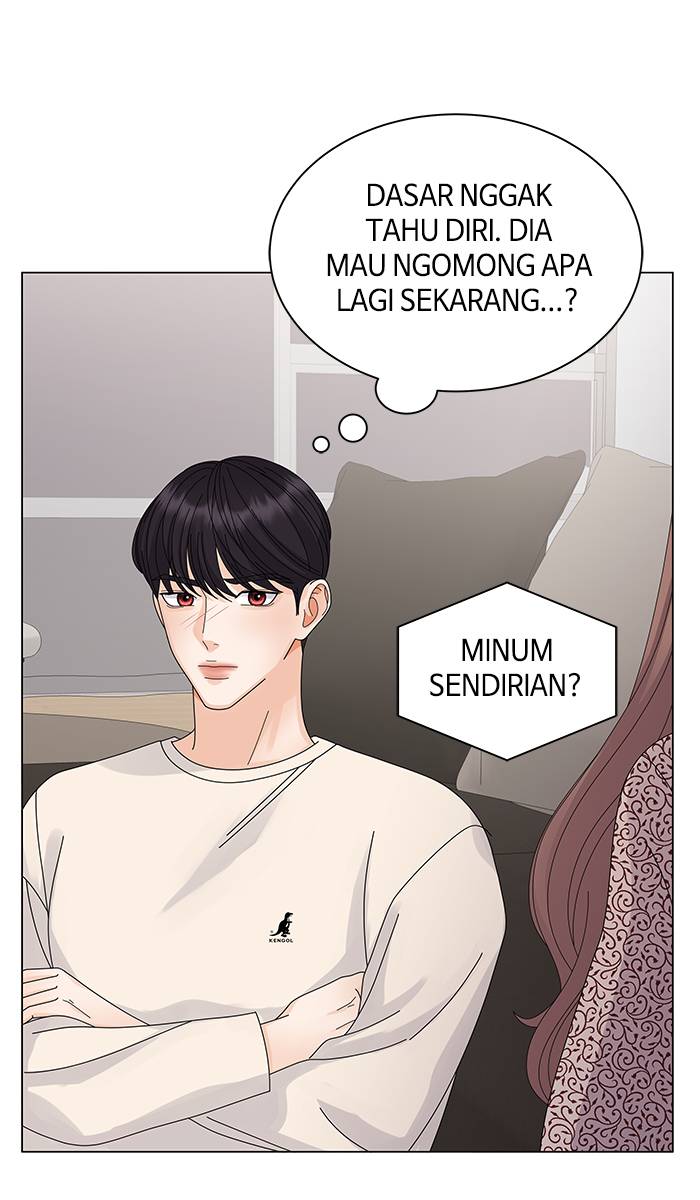 DASAR NGGAK
TAHU DIRI. DIA
MAU NGOMONG APA
LAGI SEKARANG...?
MINUM
SENDIRIAN?
KENGOL